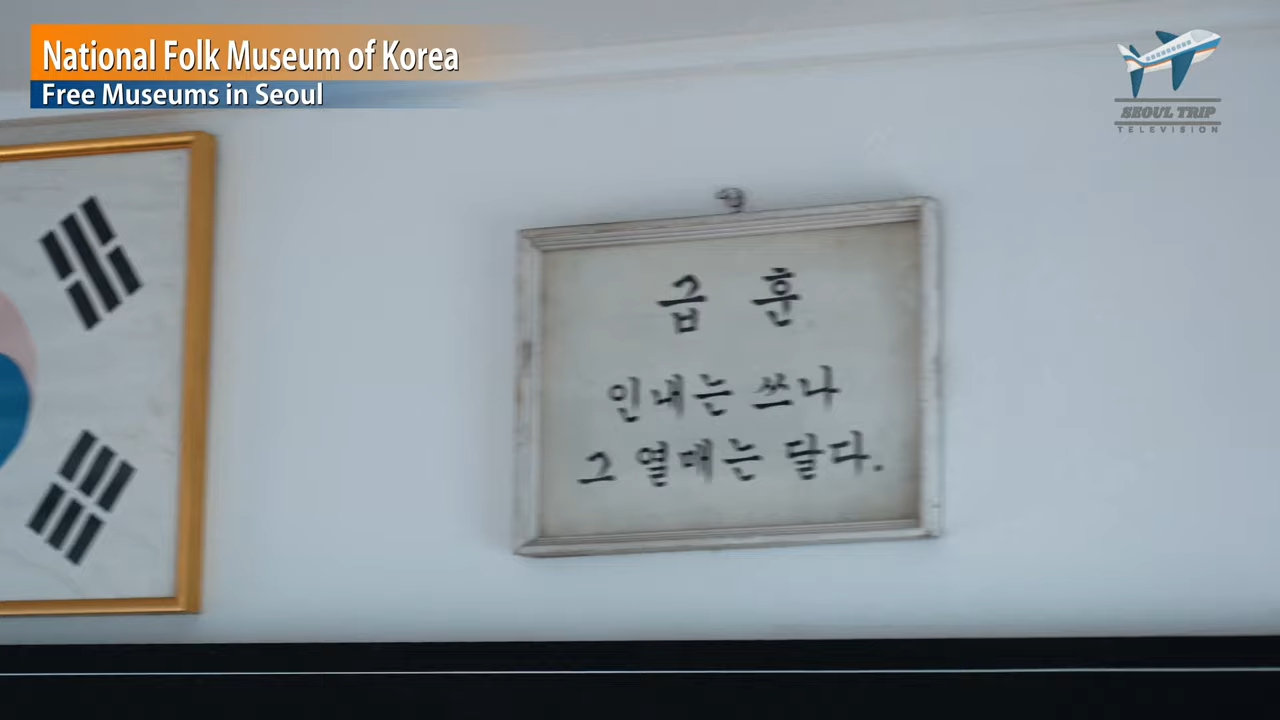 National Folk Museum of Korea
Free Museums in Seoul
SEOUL TRIP
TELEVISION
급 훈
인내는 쓰나
그 열매는 달다.